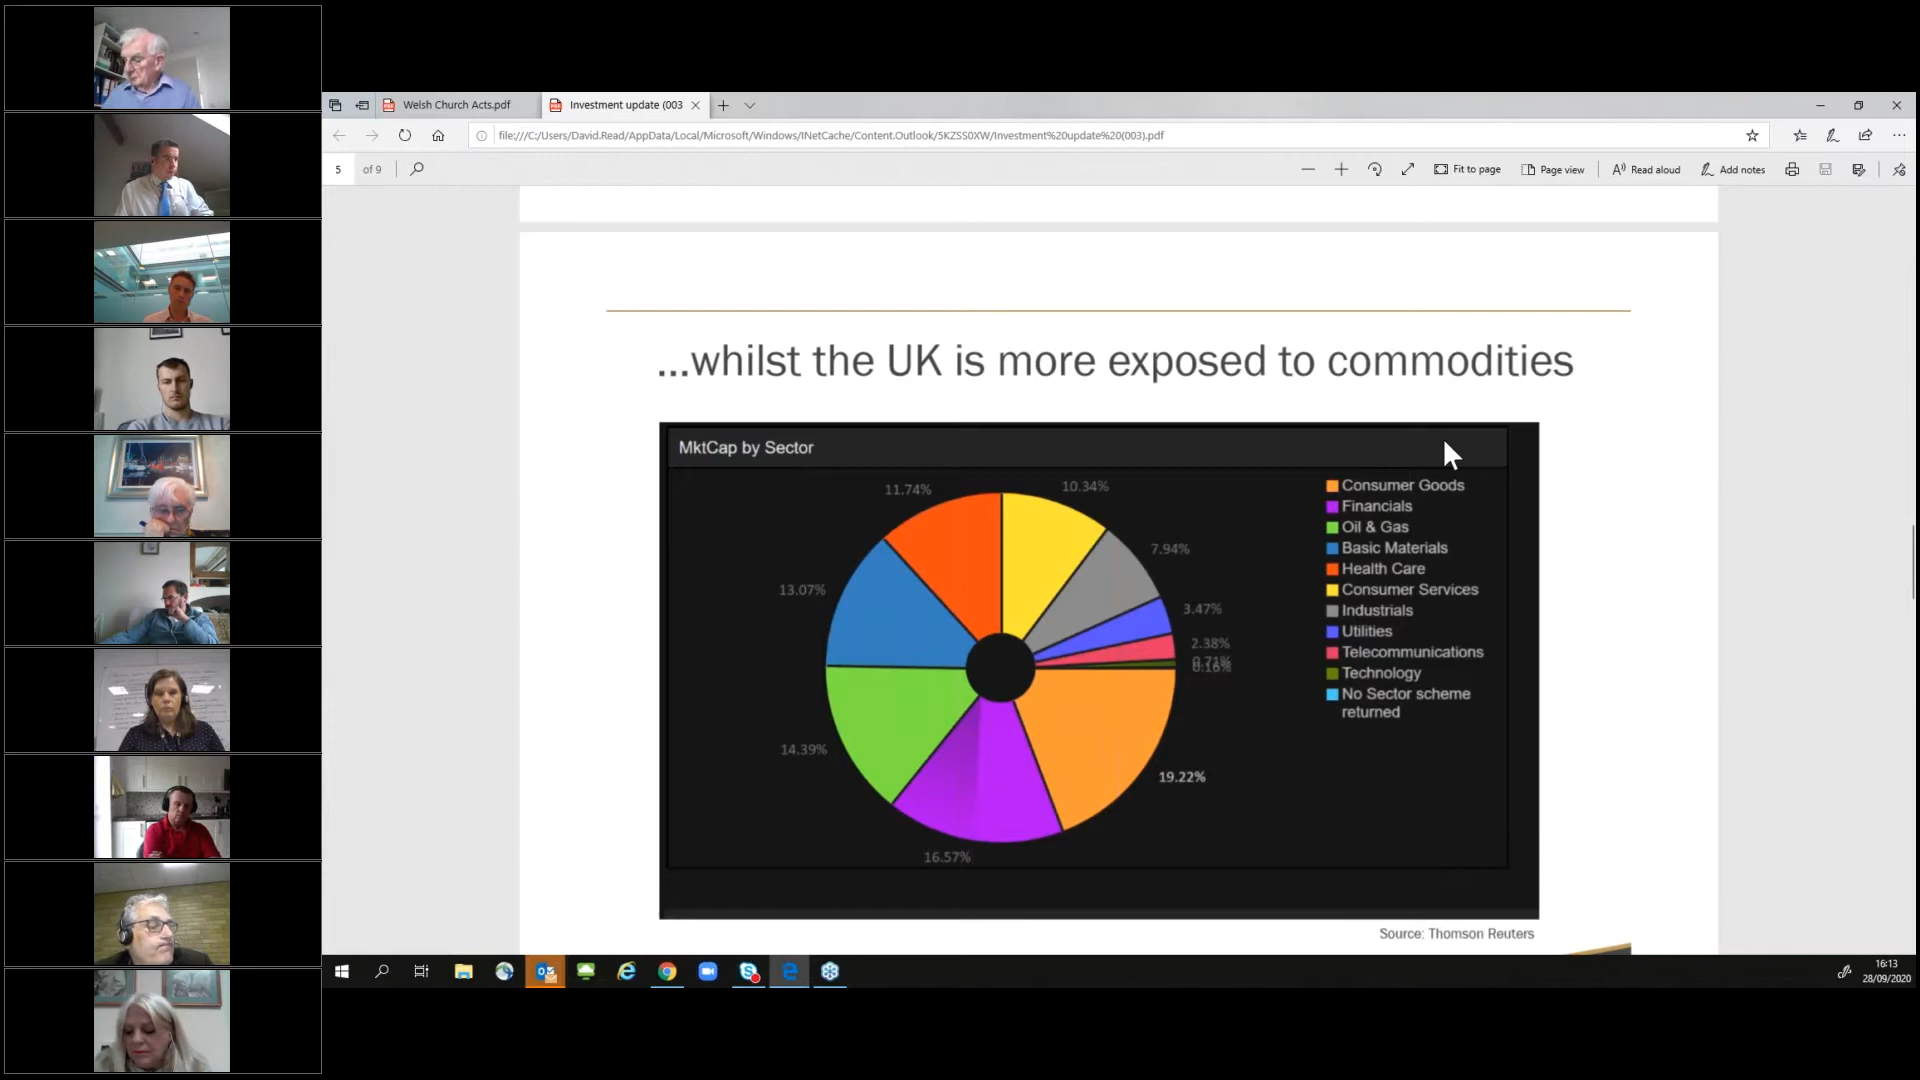 Welsh Church Acts.pdf
Investment update (003
file:///C:/Users/David.Read/AppData/Local/Microsoft/Windows/INetCache/Content.Outlook/5KZSS0XW/Investment%20update%20(003).pdf
5 of 9
Fit to page
Page view
Read aloud
Add notes
...whilst the UK is more exposed to commodities
MktCap by Sector
11.74%
10.34%
7.94%
13.07%
3.47%
2.38%
0.71%
0.16%
14.39%
19.22%
16.57%
Consumer Goods
Financials
Oil & Gas
Basic Materials
Health Care
Consumer Services
Industrials
Utilities
Telecommunications
Technology
No Sector scheme
returned
Source: Thomson Reuters
16:13
28/09/2020